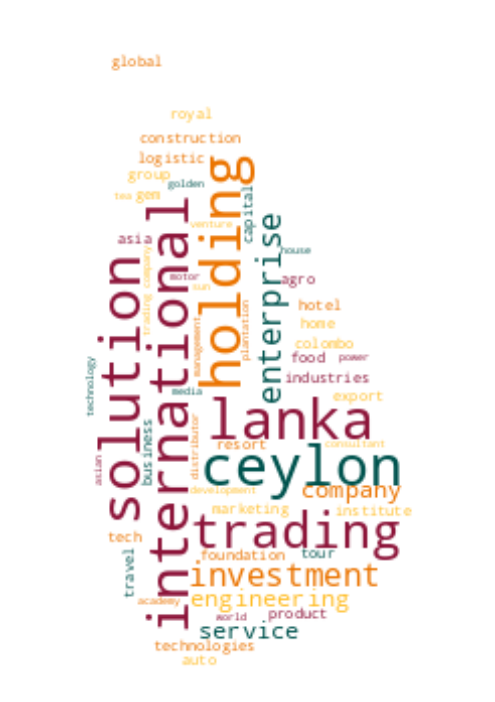 global
royal
construction
logistic
group
golden
tea
gem
holding
international
capital
enterprise
venture
asia
solution
house
trading company
motor
sun
agro
plantation
hotel
home
management
colombo
food
power
technology
industries
media
export
lanka
business
distributor
resort
consultant
asian
ceylon
development
company
marketing
institute
trading
tech
travel
foundation
tour
investment
academy
engineering
world
product
service
technologies
auto